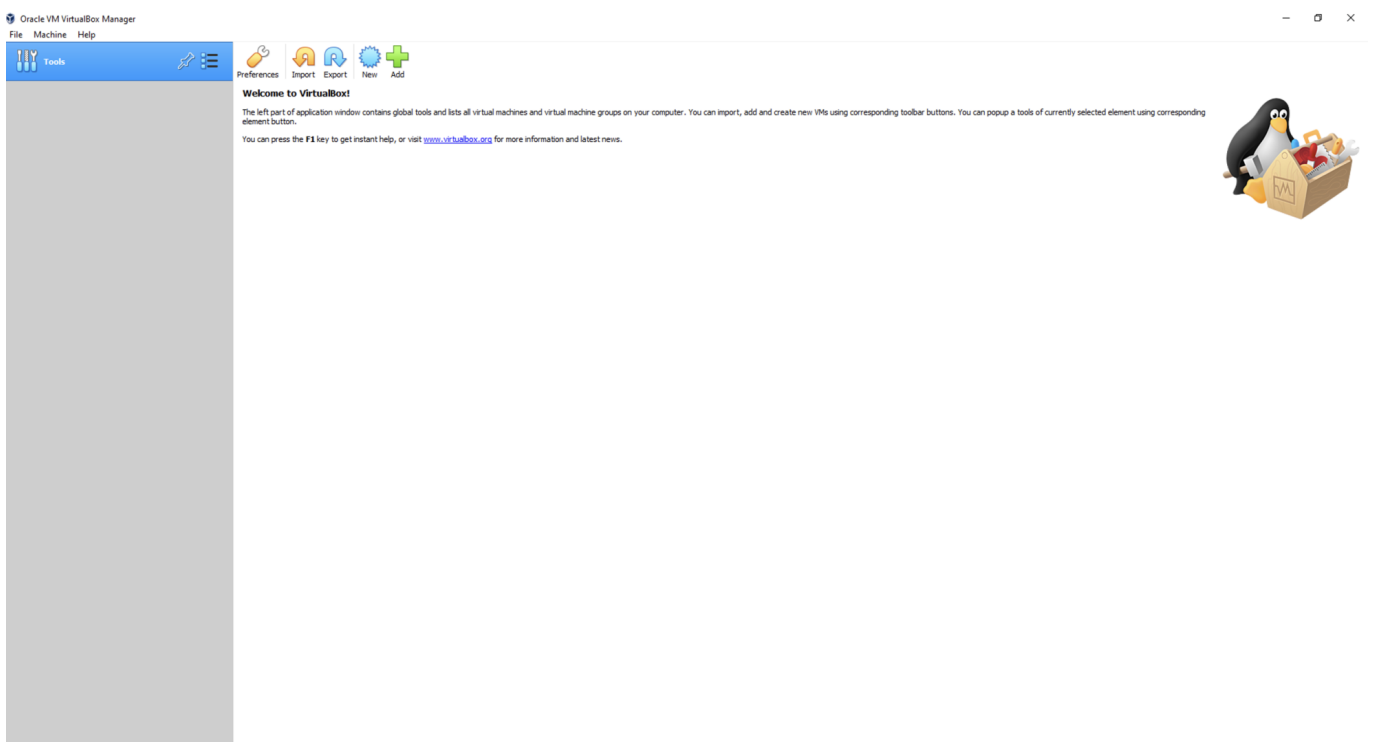 Oracle VM VirtualBox Manager
File Machine Help
Tools
Preferences Import Export New Add
Welcome to VirtualBox!
The left part of application window contains global tools and lists all virtual machines and virtual machine groups on your computer. You can import, add and create new VMs using corresponding toolbar buttons. You can popup a tools of currently selected element using corresponding
element button.
You can press the F1 key to get instant help, or visit www.virtualbox.org for more information and latest news.